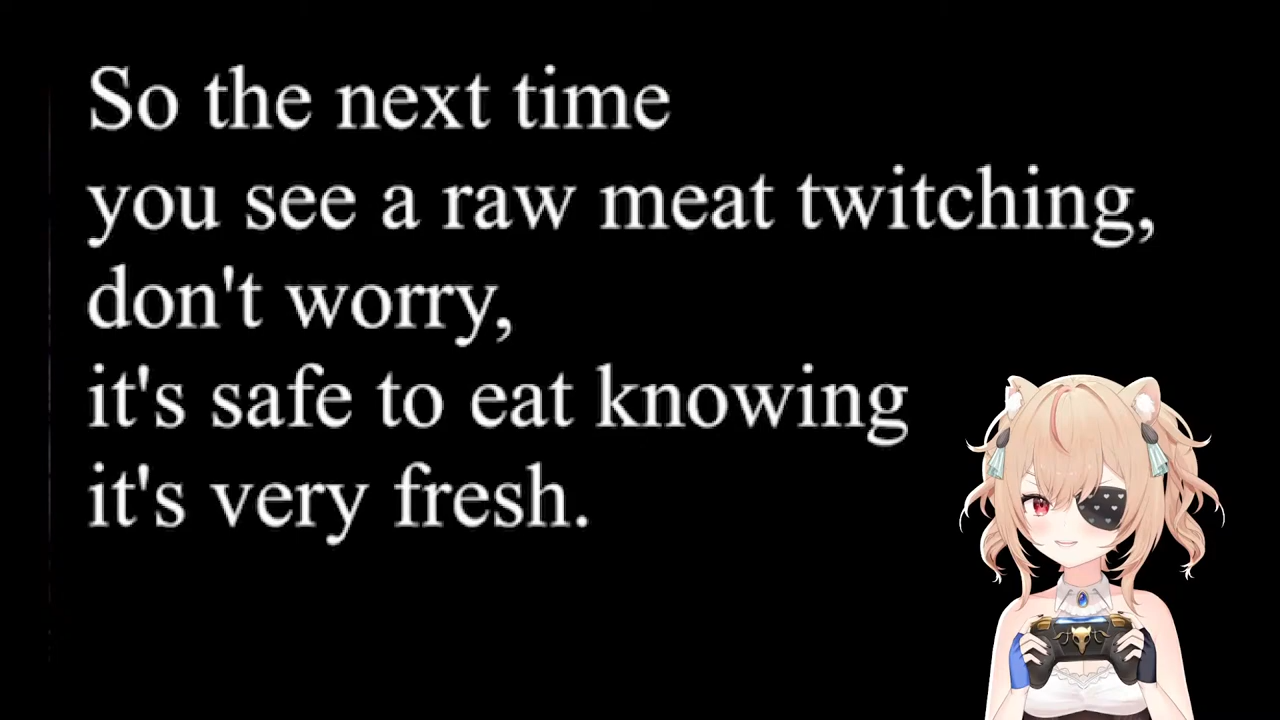 So the next time
you see a raw meat twitching,
don't worry,
it's safe to eat knowing
it's very fresh.